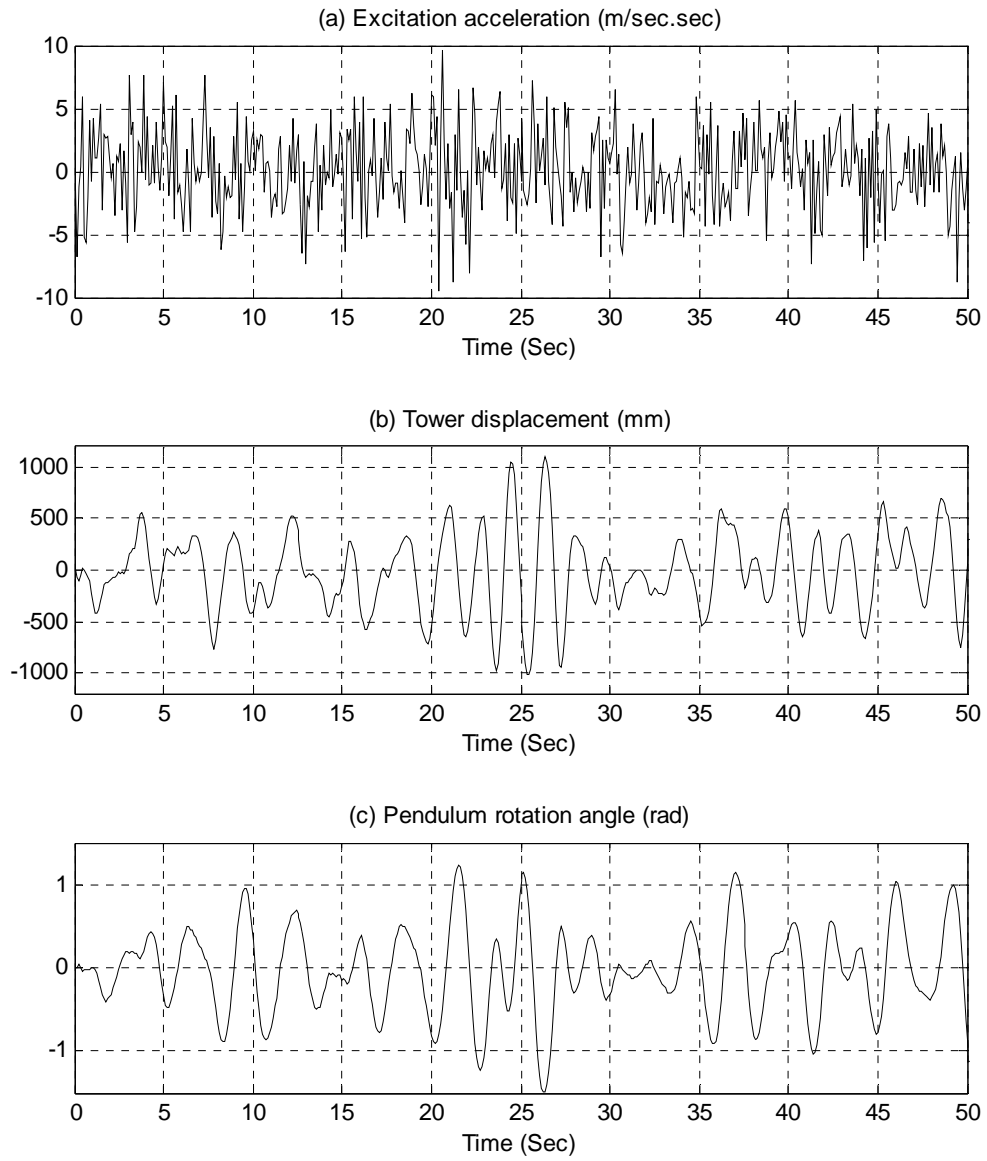 (a) Excitation acceleration (m/sec.sec)
10
5
0
-5
-10
0 5 10 15 20 25 30 35 40 45 50
Time (Sec)
(b) Tower displacement (mm)
1000
500
0
-500
-1000
0 5 10 15 20 25 30 35 40 45 50
Time (Sec)
(c) Pendulum rotation angle (rad)
1
0
-1
0 5 10 15 20 25 30 35 40 45 50
Time (Sec)